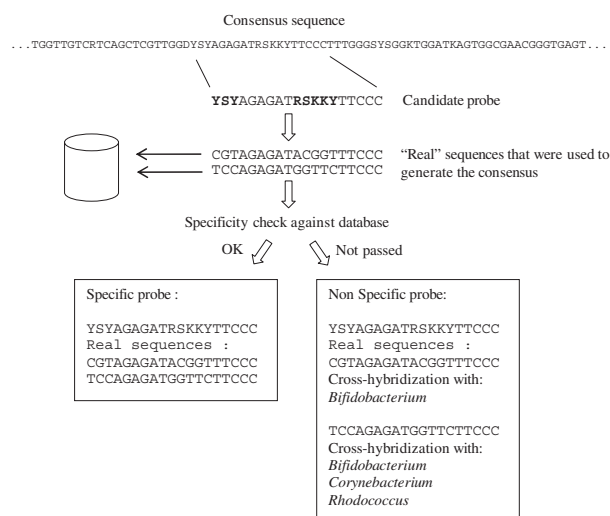 Consensus sequence
...TGGTTGTCRTCAGCTCGTTGGDYSYAGAGATRSKKYTTCCCTTTGGGSYSGGKTGGATKAGTGGCGAACGGGTGAGT...
YSYAGAGATRSKKYTTCCC Candidate probe
CGTAGAGATACGGTTTCCC "Real" sequences that were used to
TCCAGAGATGGTTCTTCCC generate the consensus
Specificity check against database
OK Not passed
Specific probe :
YSYAGAGATRSKKYTTCCC
Real sequences :
CGTAGAGATACGGTTTCCC
TCCAGAGATGGTTCTTCCC
Non Specific probe:
YSYAGAGATRSKKYTTCCC
Real sequences :
CGTAGAGATACGGTTTCCC
Cross-hybridization with:
Bifidobacterium
TCCAGAGATGGTTCTTCCC
Cross-hybridization with:
Bifidobacterium
Corynebacterium
Rhodococcus